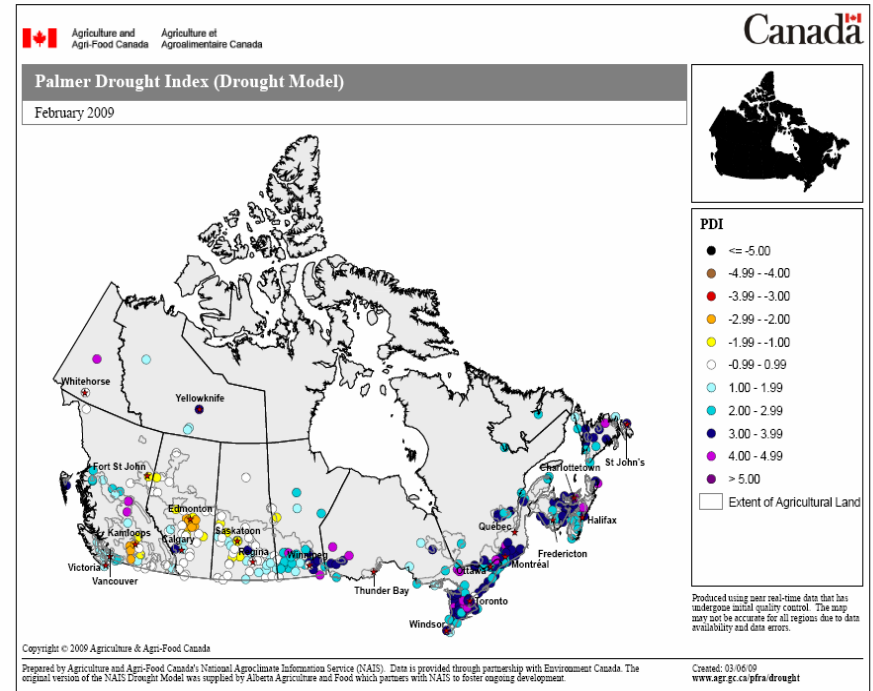 Agriculture and Agriculture et
Agri-Food Canada Agroalimentaire Canada
Canada
Palmer Drought Index (Drought Model)
February 2009
PDI
<= -5.00
-4.99 - -4.00
-3.99 - -3.00
-2.99 - -2.00
-1.99 - -1.00
-0.99 - 0.99
1.00 - 1.99
2.00 - 2.99
3.00 - 3.99
4.00 - 4.99
> 5.00
Extent of Agricultural Land
Whitehorse
Yellowknife
Fort St John
Edmonton
Kamloops
Calgary
Saskatoon
Regina
Winnipeg
Victoria
Vancouver
Thunder Bay
Windsor
Toronto
Ottawa
Montréal
Quebec
Fredericton
Halifax
Charlottetown
St John's
Produced using near real-time data that has
undergone initial quality control. The map
may not be accurate for all regions due to data
availability and data errors.
Copyright © 2009 Agriculture & Agri-Food Canada
Prepared by Agriculture and Agri-Food Canada's National Agroclimate Information Service (NAIS). Data is provided through partnership with Environment Canada. The
original version of the NAIS Drought Model was supplied by Alberta Agriculture and Food which partners with NAIS to foster ongoing development.
Created: 03/06/09
www.agr.gc.ca/pfra/drought